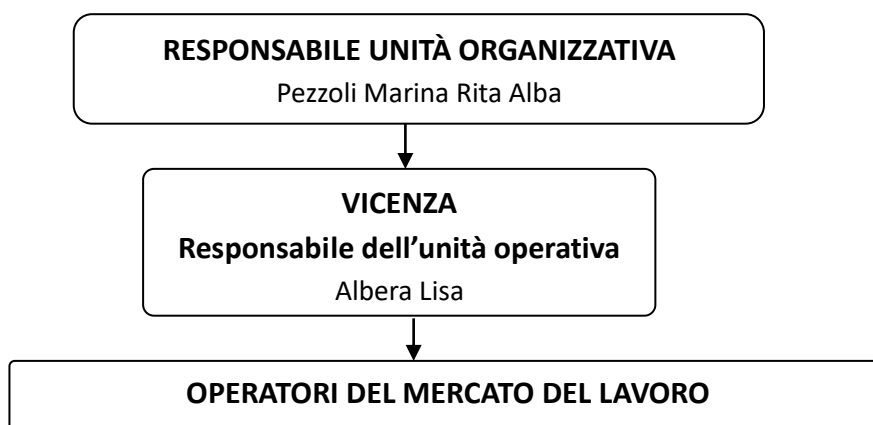 RESPONSABILE UNITÀ ORGANIZZATIVA
Pezzoli Marina Rita Alba
VICENZA
Responsabile dell’unità operativa
Albera Lisa
OPERATORI DEL MERCATO DEL LAVORO